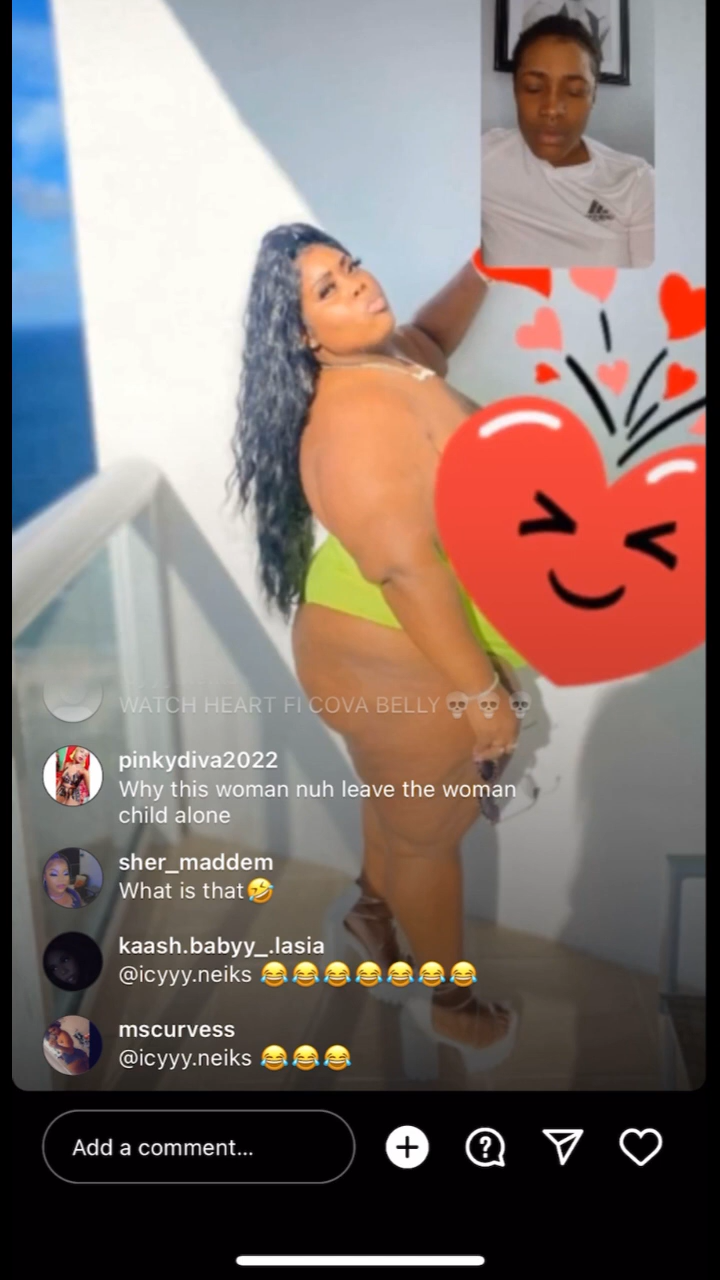 WATCH HEART FI COVA BELLY💀💀💀
pinkydiva2022
Why this woman nuh leave the woman
child alone
sher_maddem
What is that🤣
kaash.babyy_.lasia
@icyyy.neiks 😂😂😂😂😂😂😂
mscurvess
@icyyy.neiks 😂😂😂
Add a comment...